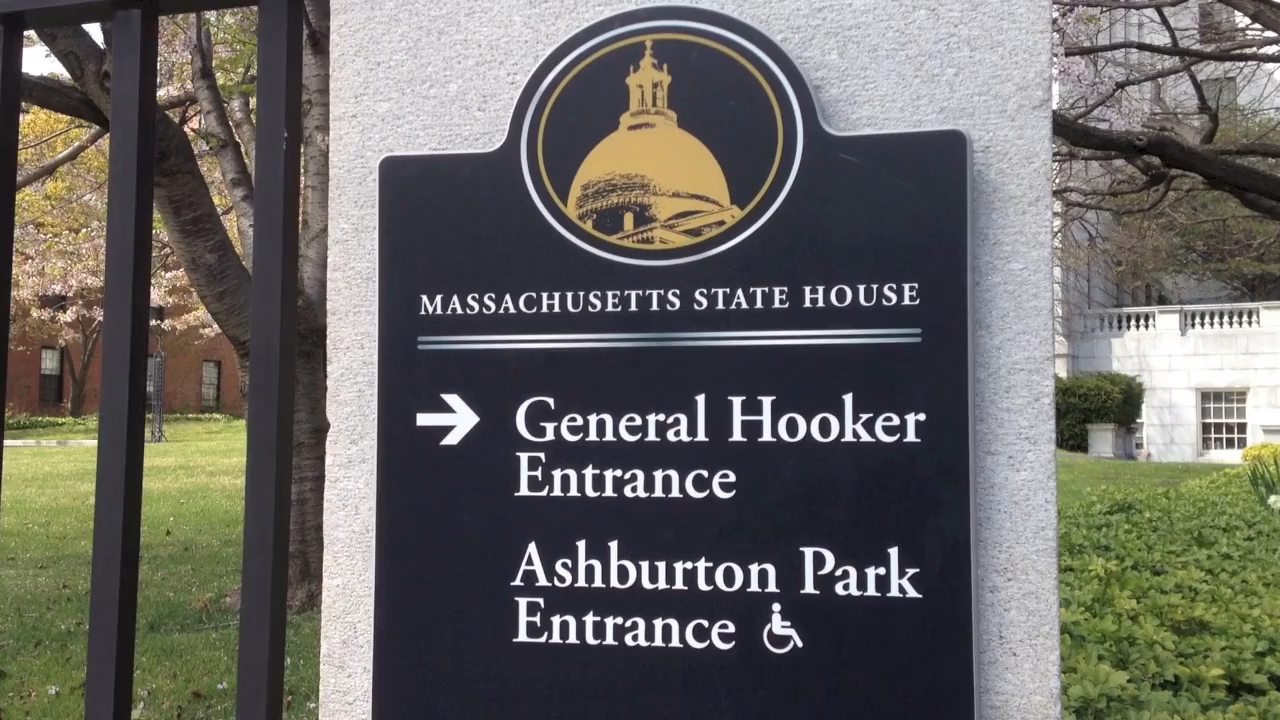 MASSACHUSETTS STATE HOUSE
General Hooker
Entrance
Ashburton Park
Entrance